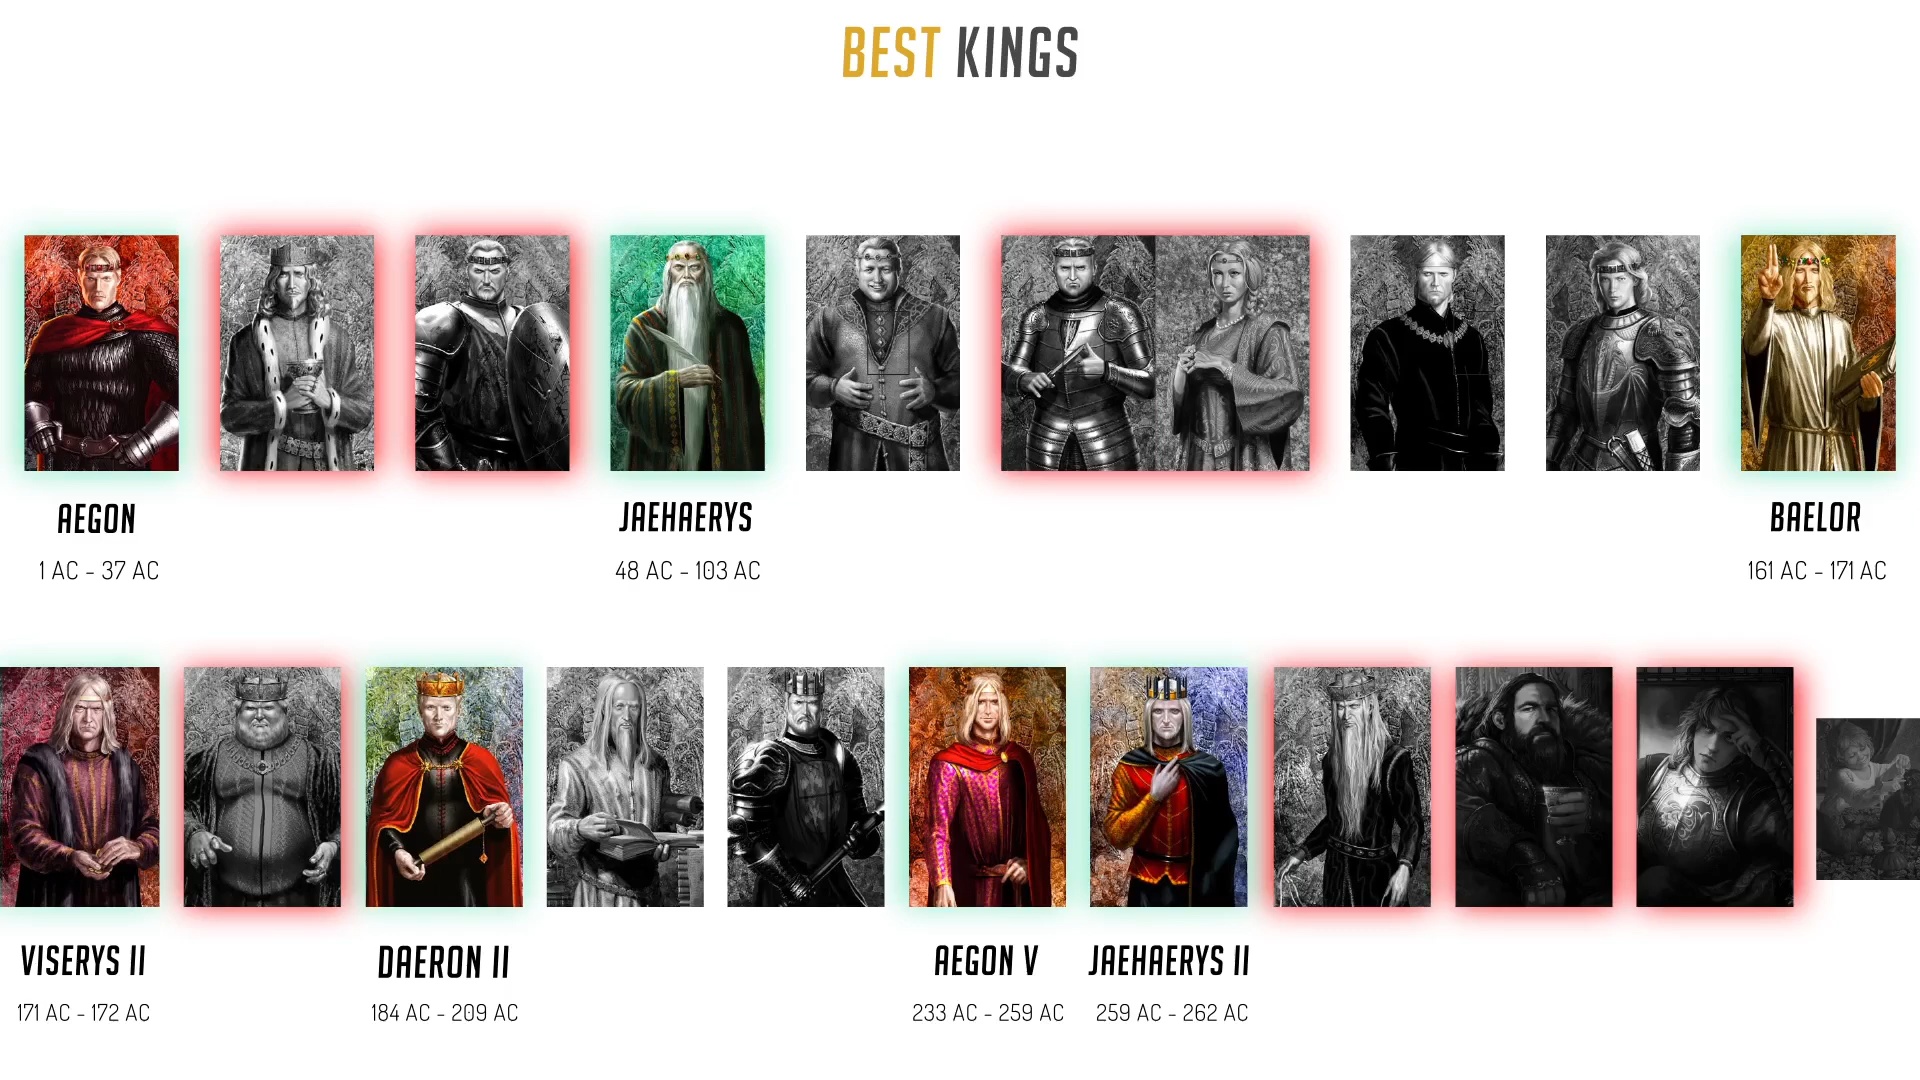 BEST KINGS
AEGON
1 AC - 37 AC
JAEHAERYS
48 AC - 103 AC
BAELOR
161 AC - 171 AC
VISERYS II
171 AC - 172 AC
DAERON II
184 AC - 209 AC
AEGON V
233 AC - 259 AC
JAEHAERYS II
259 AC - 262 AC